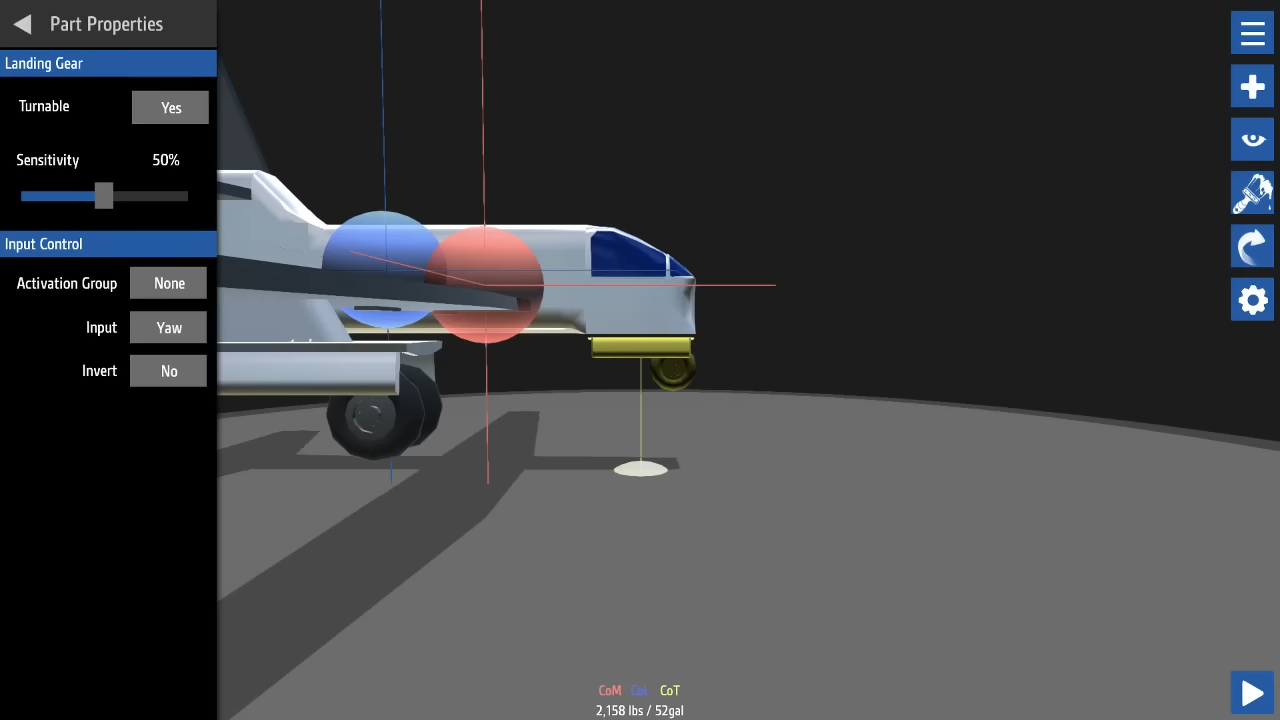 Part Properties
Landing Gear
Turnable Yes
Sensitivity 50%
Input Control
Activation Group None
Input Yaw
Invert No
CoM CoL CoT
2,158 lbs / 52gal